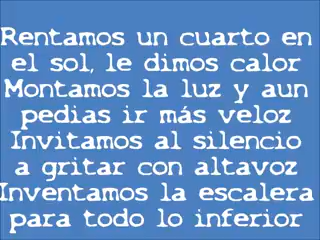 Rentamos un cuarto en
el sol, le dimos calor
Montamos la luz y aun
pedias ir más veloz
Invitamos al silencio
a gritar con altavoz
Inventamos la escalera
para todo lo inferior